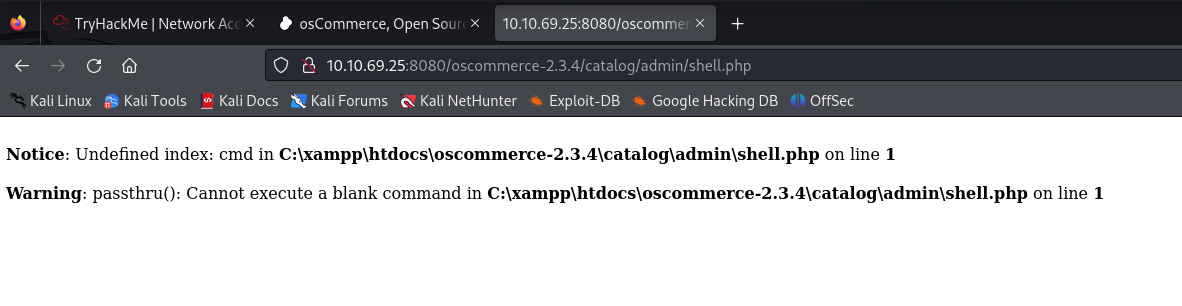 TryHackMe | Network Acc
osCommerce, Open Sourc
10.10.69.25:8080/oscommer
10.10.69.25:8080/oscommerce-2.3.4/catalog/admin/shell.php
Kali Linux Kali Tools Kali Docs Kali Forums Kali NetHunter Exploit-DB Google Hacking DB OffSec
Notice: Undefined index: cmd in C:\xampp\htdocs\oscommerce-2.3.4\catalog\admin\shell.php on line 1
Warning: passthru(): Cannot execute a blank command in C:\xampp\htdocs\oscommerce-2.3.4\catalog\admin\shell.php on line 1